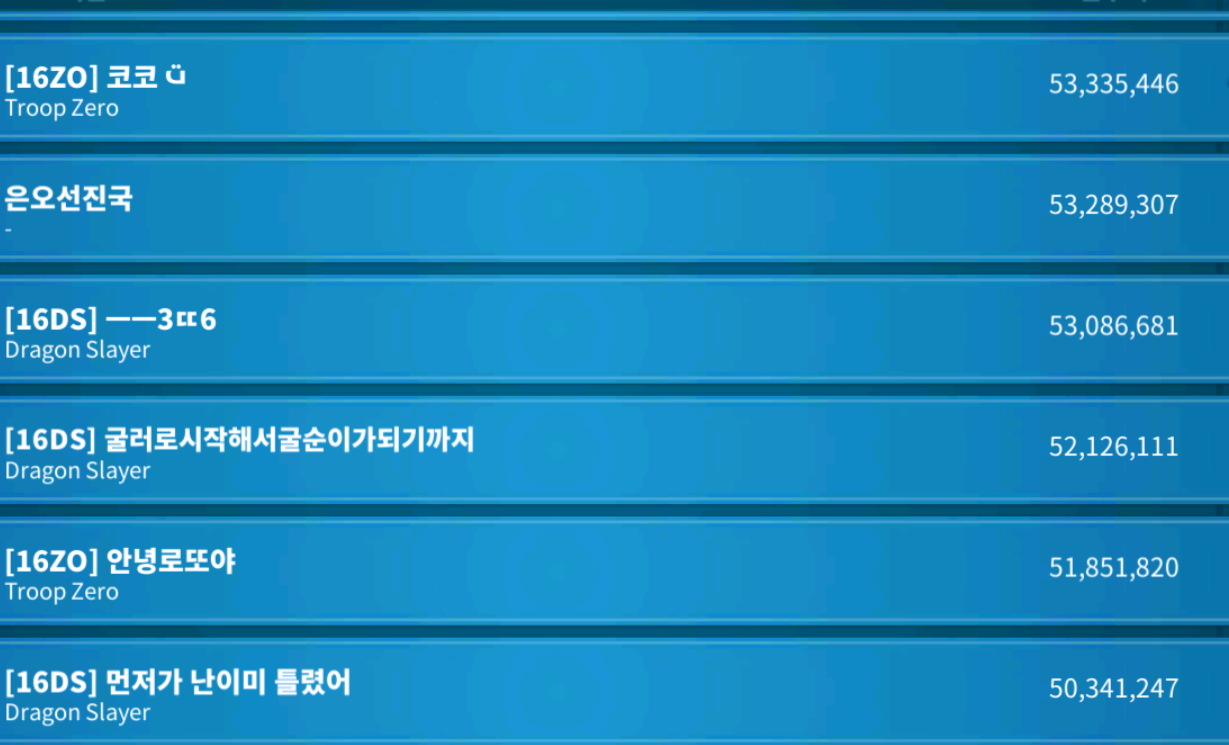 [16ZO] 코코 ü
53,335,446
Troop Zero
은오선진국
53,289,307
-
[16DS] ㅡㅡ3ㄸ6
53,086,681
Dragon Slayer
[16DS] 굴러로시작해서굴순이가되기까지
52,126,111
Dragon Slayer
[16ZO] 안녕로또야
51,851,820
Troop Zero
[16DS] 먼저가 난이미 틀렸어
50,341,247
Dragon Slayer